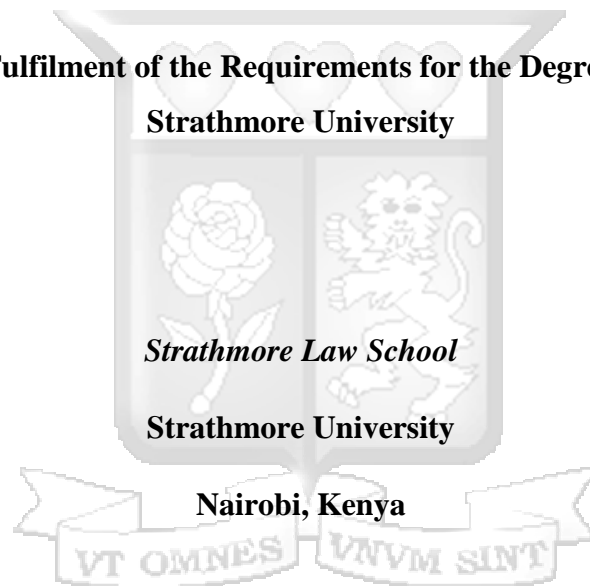 ulfilment of the Requirements for the Degr
Strathmore University
Strathmore Law School
Strathmore University
Nairobi, Kenya
VT OMNES VNVM SINT